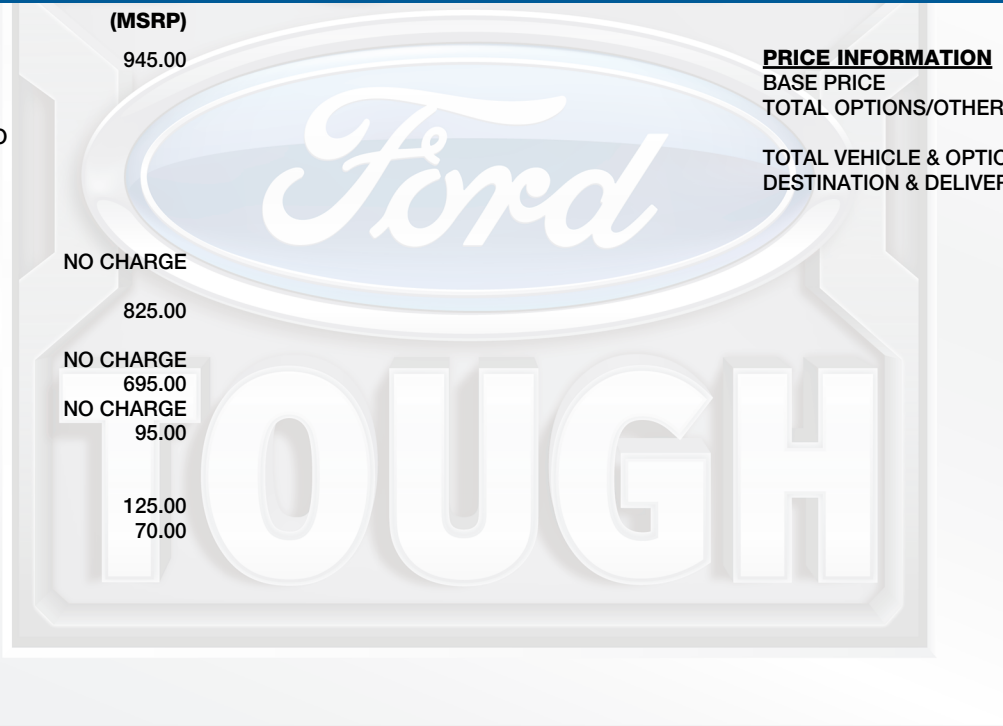 (MSRP)
945.00
PRICE INFORMATION
BASE PRICE
TOTAL OPTIONS/OTHER
TOTAL VEHICLE & OPTIO
DESTINATION & DELIVER
NO CHARGE
825.00
NO CHARGE
695.00
NO CHARGE
95.00
125.00
70.00
Ford
TOUGH